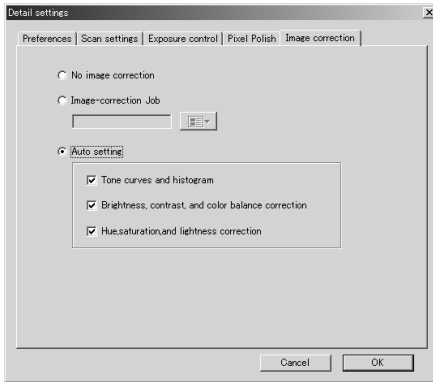 Detail settings
Preferences Scan settings Exposure control Pixel Polish Image correction
No image correction
Image-correction Job
Auto setting
Tone curves and histogram
Brightness, contrast, and color balance correction
Hue,saturation,and lightness correction
Cancel OK